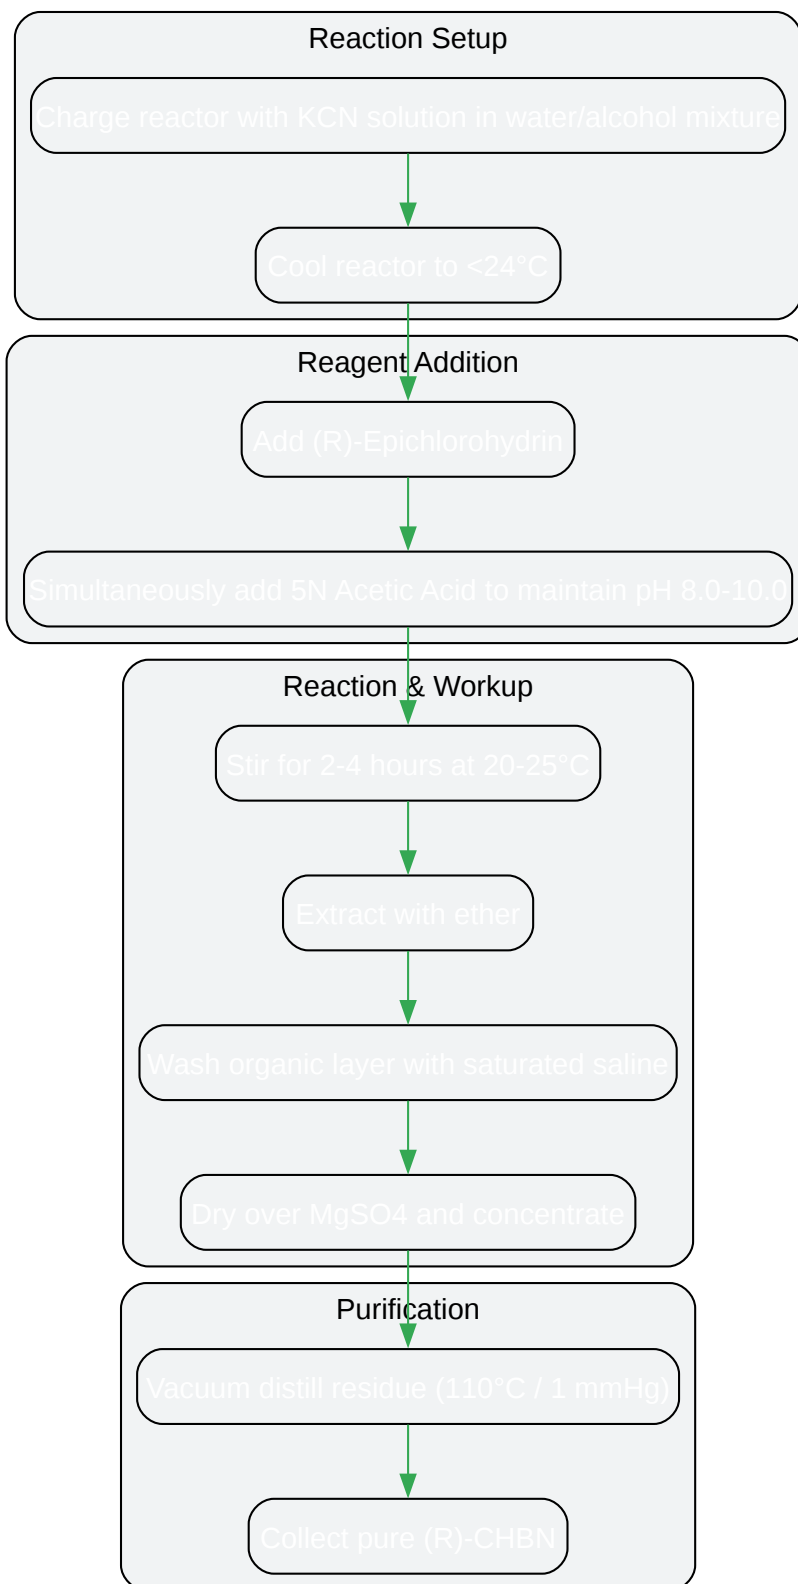 Reaction Setup
Charge reactor with KCN solution in water/alcohol mixture
Cool reactor to <24°C
Reagent Addition
Add (R)-Epichlorohydrin
Simultaneously add 5N Acetic Acid to maintain pH 8.0-10.0
Reaction & Workup
Stir for 2-4 hours at 20-25°C
Extract with ether
Wash organic layer with saturated saline
Dry over MgSO4 and concentrate
Purification
Vacuum distill residue (110°C / 1 mmHg)
Collect pure (R)-CHBN